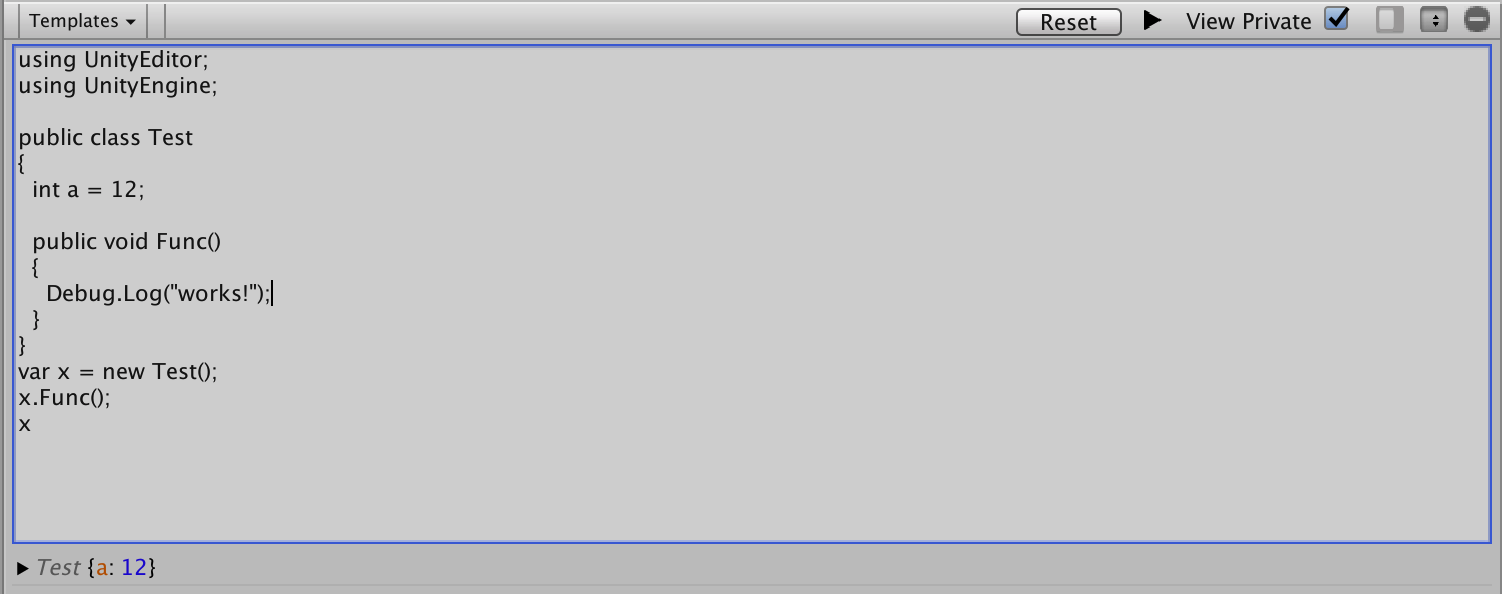 Templates
Reset
View Private
using UnityEditor;
using UnityEngine;
public class Test
{
  int a = 12;
  public void Func()
  {
    Debug.Log("works!");
  }
}
var x = new Test();
x.Func();
x
Test {a: 12}